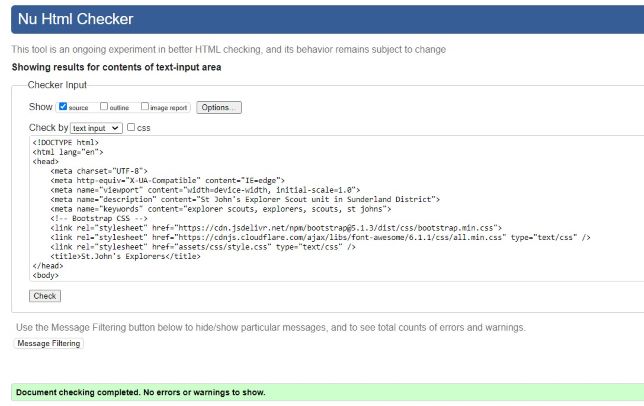 Nu Html Checker
This tool is an ongoing experiment in better HTML checking, and its behavior remains subject to change
Showing results for contents of text-input area
Checker Input
Show source outline image report Options...
Check by text input css
<!DOCTYPE html>
<html lang="en">
<head>
<meta charset="UTF-8">
<meta http-equiv="X-UA-Compatible" content="IE=edge">
<meta name="viewport" content="width=device-width, initial-scale=1.0">
<meta name="description" content="St John's Explorer Scout unit in Sunderland District">
<meta name="keywords" content="explorer scouts, explorers, scouts, st johns">
<!-- Bootstrap CSS -->
<link rel="stylesheet" href="https://cdn.jsdelivr.net/npm/bootstrap@5.1.3/dist/css/bootstrap.min.css">
<link rel="stylesheet" href="https://cdnjs.cloudflare.com/ajax/libs/font-awesome/6.1.1/css/all.min.css" type="text/css" />
<link rel="stylesheet" href="assets/css/style.css" type="text/css" />
<title>St.John's Explorers</title>
</head>
<body>
Check
Use the Message Filtering button below to hide/show particular messages, and to see total counts of errors and warnings.
Message Filtering
Document checking completed. No errors or warnings to show.